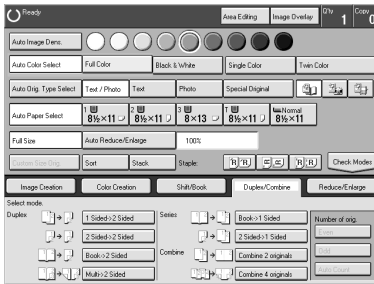 Ready Area Editing Image Overlay Q'ty 1 Copy 0
Auto Image Dens.
Auto Color Select Full Color Black & White Single Color Twin Color
Auto Orig. Type Select Text / Photo Text Photo Special Original
Auto Paper Select 1 8½×11 2 8½×11 3 8×13 T 8½×11 Normal 8½×11
Full Size Auto Reduce/Enlarge 100%
Custom Size Orig. Sort Stack Staple: Check Modes
Image Creation Color Creation Shift/Book Duplex/Combine Reduce/Enlarge
Select mode.
Duplex 1 Sided->2 Sided Series Book->1 Sided Number of orig.
2 Sided->2 Sided 2 Sided->1 Sided Even
Book->2 Sided Combine Combine 2 originals Odd
Multi->2 Sided Combine 4 originals Auto Count